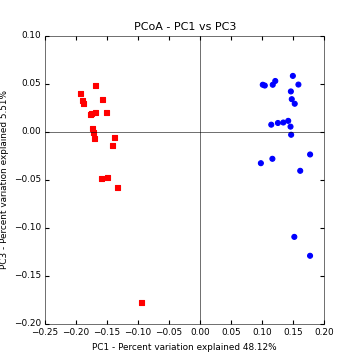 PCoA - PC1 vs PC3
0.10
0.05
0.00
−0.05
−0.10
−0.15
−0.20
PC3 - Percent variation explained 5.51%
−0.25 −0.20 −0.15 −0.10 −0.05 0.00 0.05 0.10 0.15 0.20
PC1 - Percent variation explained 48.12%